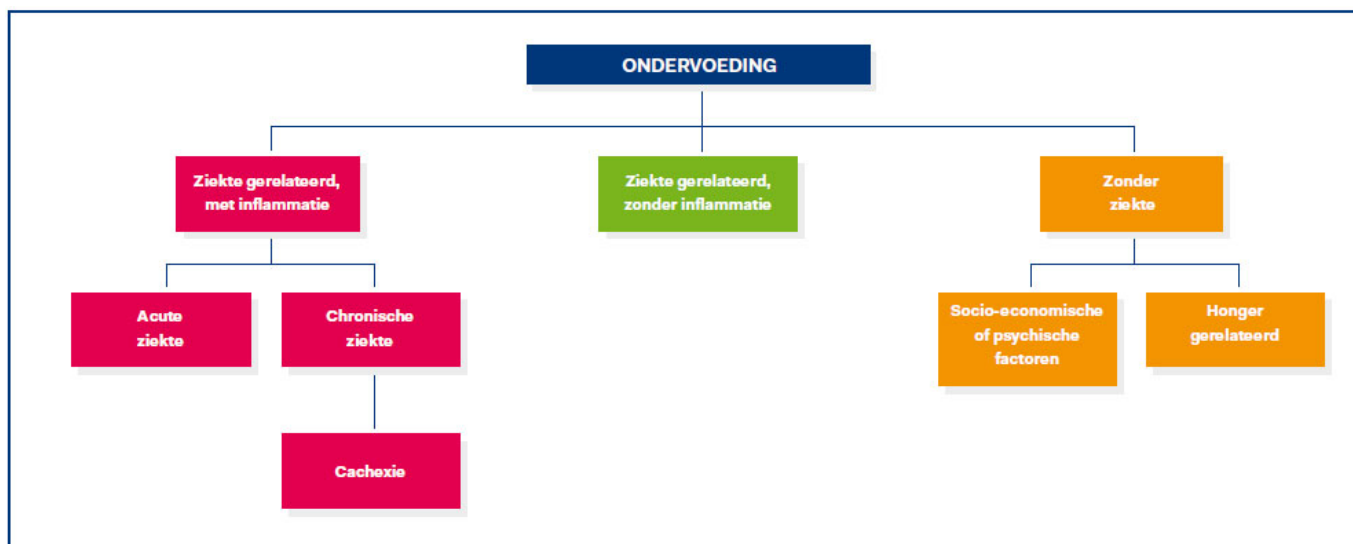 ONDERVOEDING
Ziekte gerelateerd,
met inflammatie
Ziekte gerelateerd,
zonder inflammatie
Zonder
ziekte
Acute
ziekte
Chronische
ziekte
Socio-economische
of psychische
factoren
Honger
gerelateerd
Cachexie